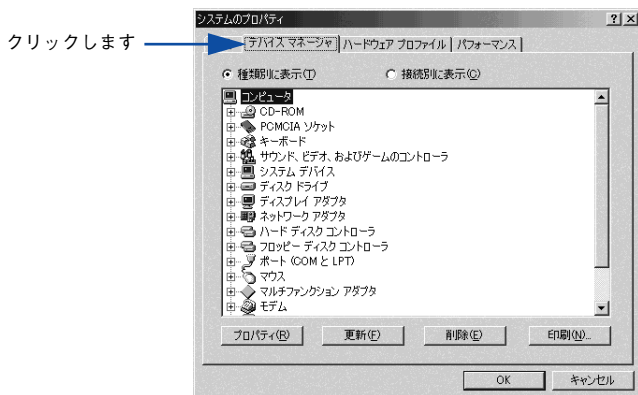 システムのプロパティ
クリックします
デバイス マネージャ ハードウェア プロファイル パフォーマンス
種類別に表示(T) 接続別に表示(C)
コンピュータ
CD-ROM
PCMCIA ソケット
キーボード
サウンド、ビデオ、およびゲームのコントローラ
システム デバイス
ディスク ドライブ
ディスプレイ アダプタ
ネットワーク アダプタ
ハード ディスク コントローラ
フロッピー ディスク コントローラ
ポート (COM と LPT)
マウス
マルチファンクション アダプタ
モデム
プロパティ(R) 更新(F) 削除(E) 印刷(N)...
OK キャンセル